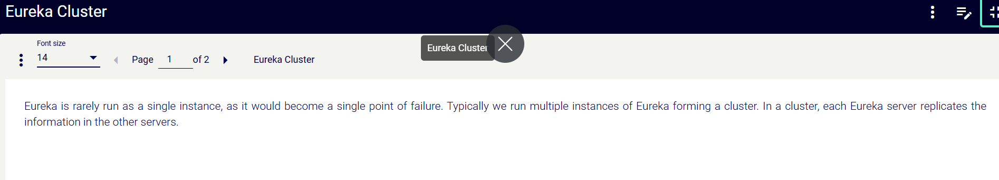 Eureka Cluster
Font size
14
Page 1 of 2 Eureka Cluster
Eureka Cluster
Eureka is rarely run as a single instance, as it would become a single point of failure. Typically we run multiple instances of Eureka forming a cluster. In a cluster, each Eureka server replicates the
information in the other servers.